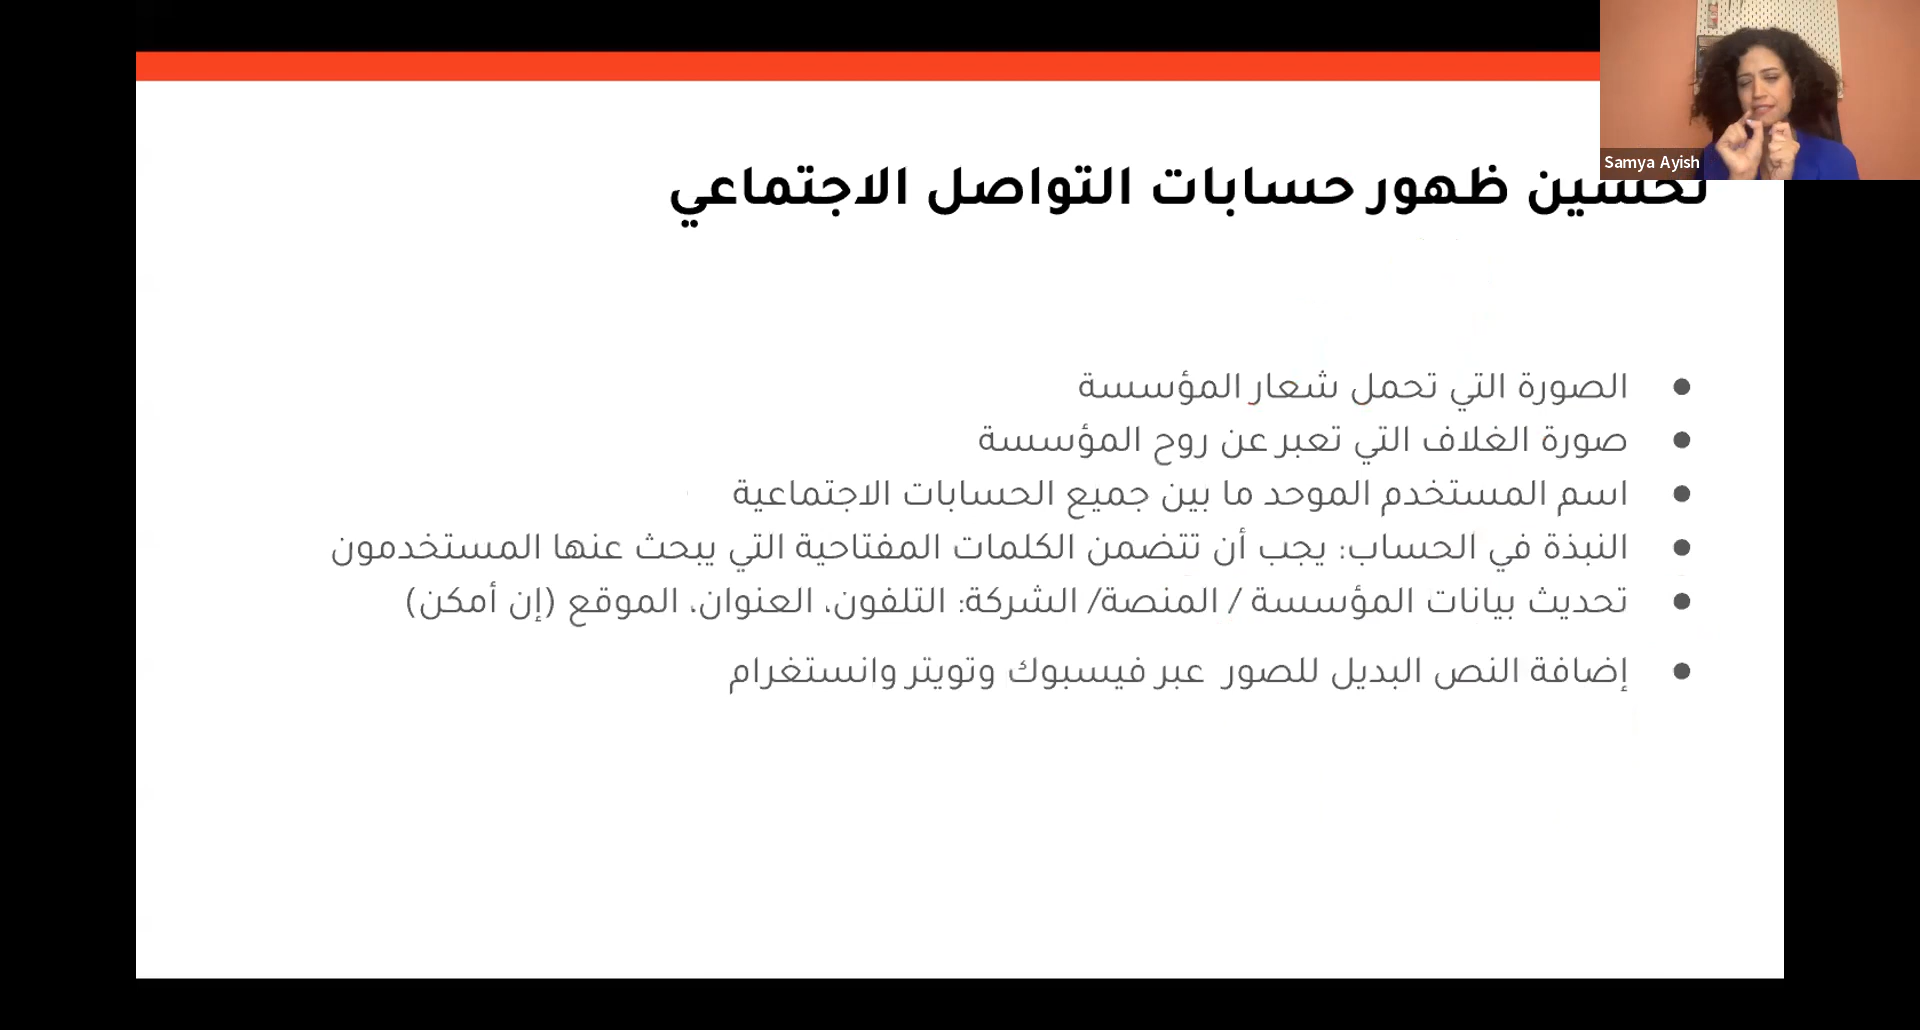 Samya Ayish
تحسين ظهور حسابات التواصل الاجتماعي
● الصورة التي تحمل شعار المؤسسة
● صورة الغلاف التي تعبر عن روح المؤسسة
● اسم المستخدم الموحد ما بين جميع الحسابات الاجتماعية
● النبذة في الحساب: يجب أن تتضمن الكلمات المفتاحية التي يبحث عنها المستخدمون
● تحديث بيانات المؤسسة / المنصة/ الشركة: التلفون، العنوان، الموقع (إن أمكن)
● إضافة النص البديل للصور عبر فيسبوك وتويتر وانستغرام